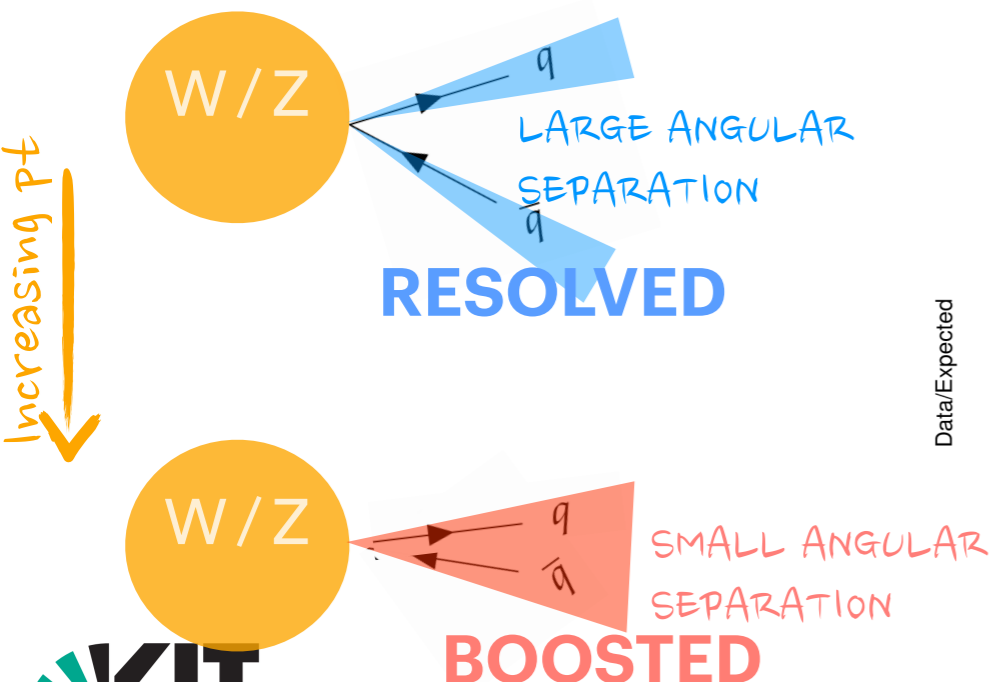 W/Z
q
LARGE ANGULAR
SEPARATION
q̅
RESOLVED
Increasing pt
Data/Expected
W/Z
q
q̅
SMALL ANGULAR
SEPARATION
BOOSTED
KIT